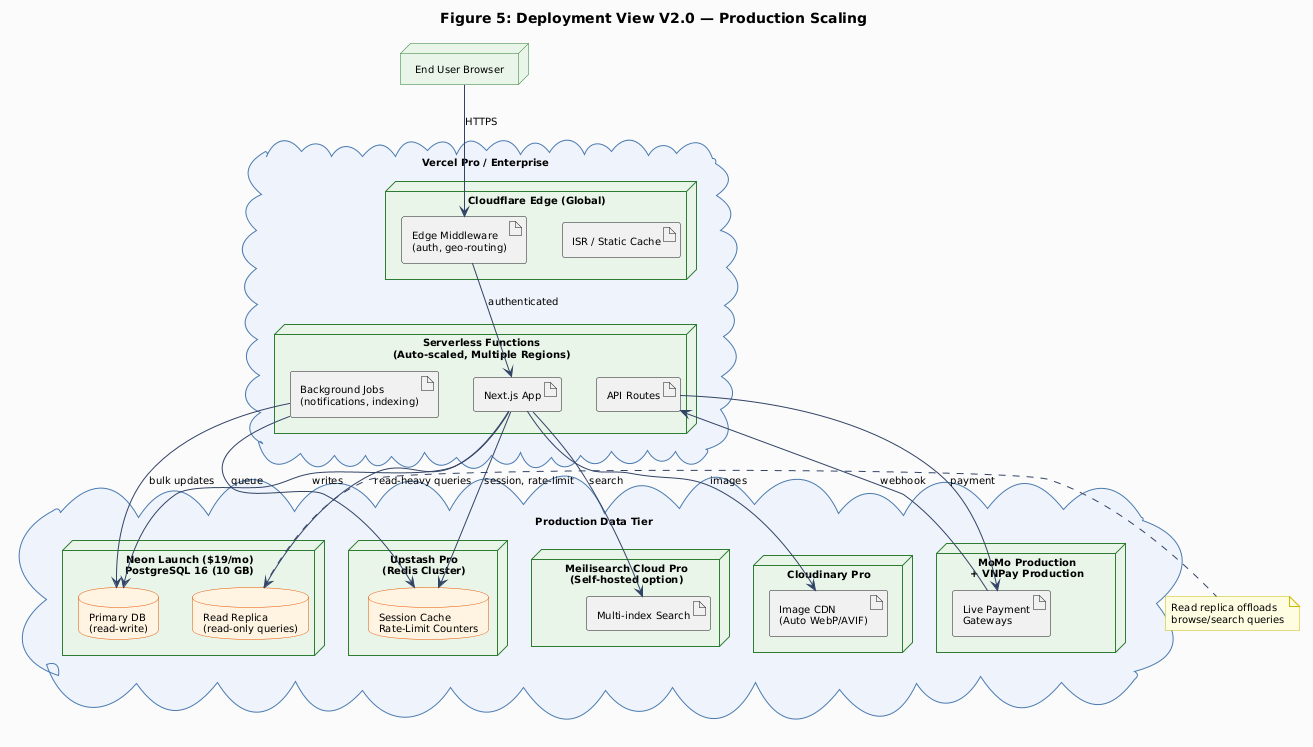 Figure 5: Deployment View V2.0 — Production Scaling
End User Browser
HTTPS
Vercel Pro / Enterprise
Cloudflare Edge (Global)
Edge Middleware
(auth, geo-routing)
ISR / Static Cache
authenticated
Serverless Functions
(Auto-scaled, Multiple Regions)
Background Jobs
(notifications, indexing)
Next.js App
API Routes
bulk updates
queue
writes
read-heavy queries
session, rate-limit
search
images
webhook
payment
Production Data Tier
Neon Launch ($19/mo)
PostgreSQL 16 (10 GB)
Primary DB
(read-write)
Read Replica
(read-only queries)
Upstash Pro
(Redis Cluster)
Session Cache
Rate-Limit Counters
Meilisearch Cloud Pro
(Self-hosted option)
Multi-index Search
Cloudinary Pro
Image CDN
(Auto WebP/AVIF)
MoMo Production
+ VNPay Production
Live Payment
Gateways
Read replica offloads
browse/search queries